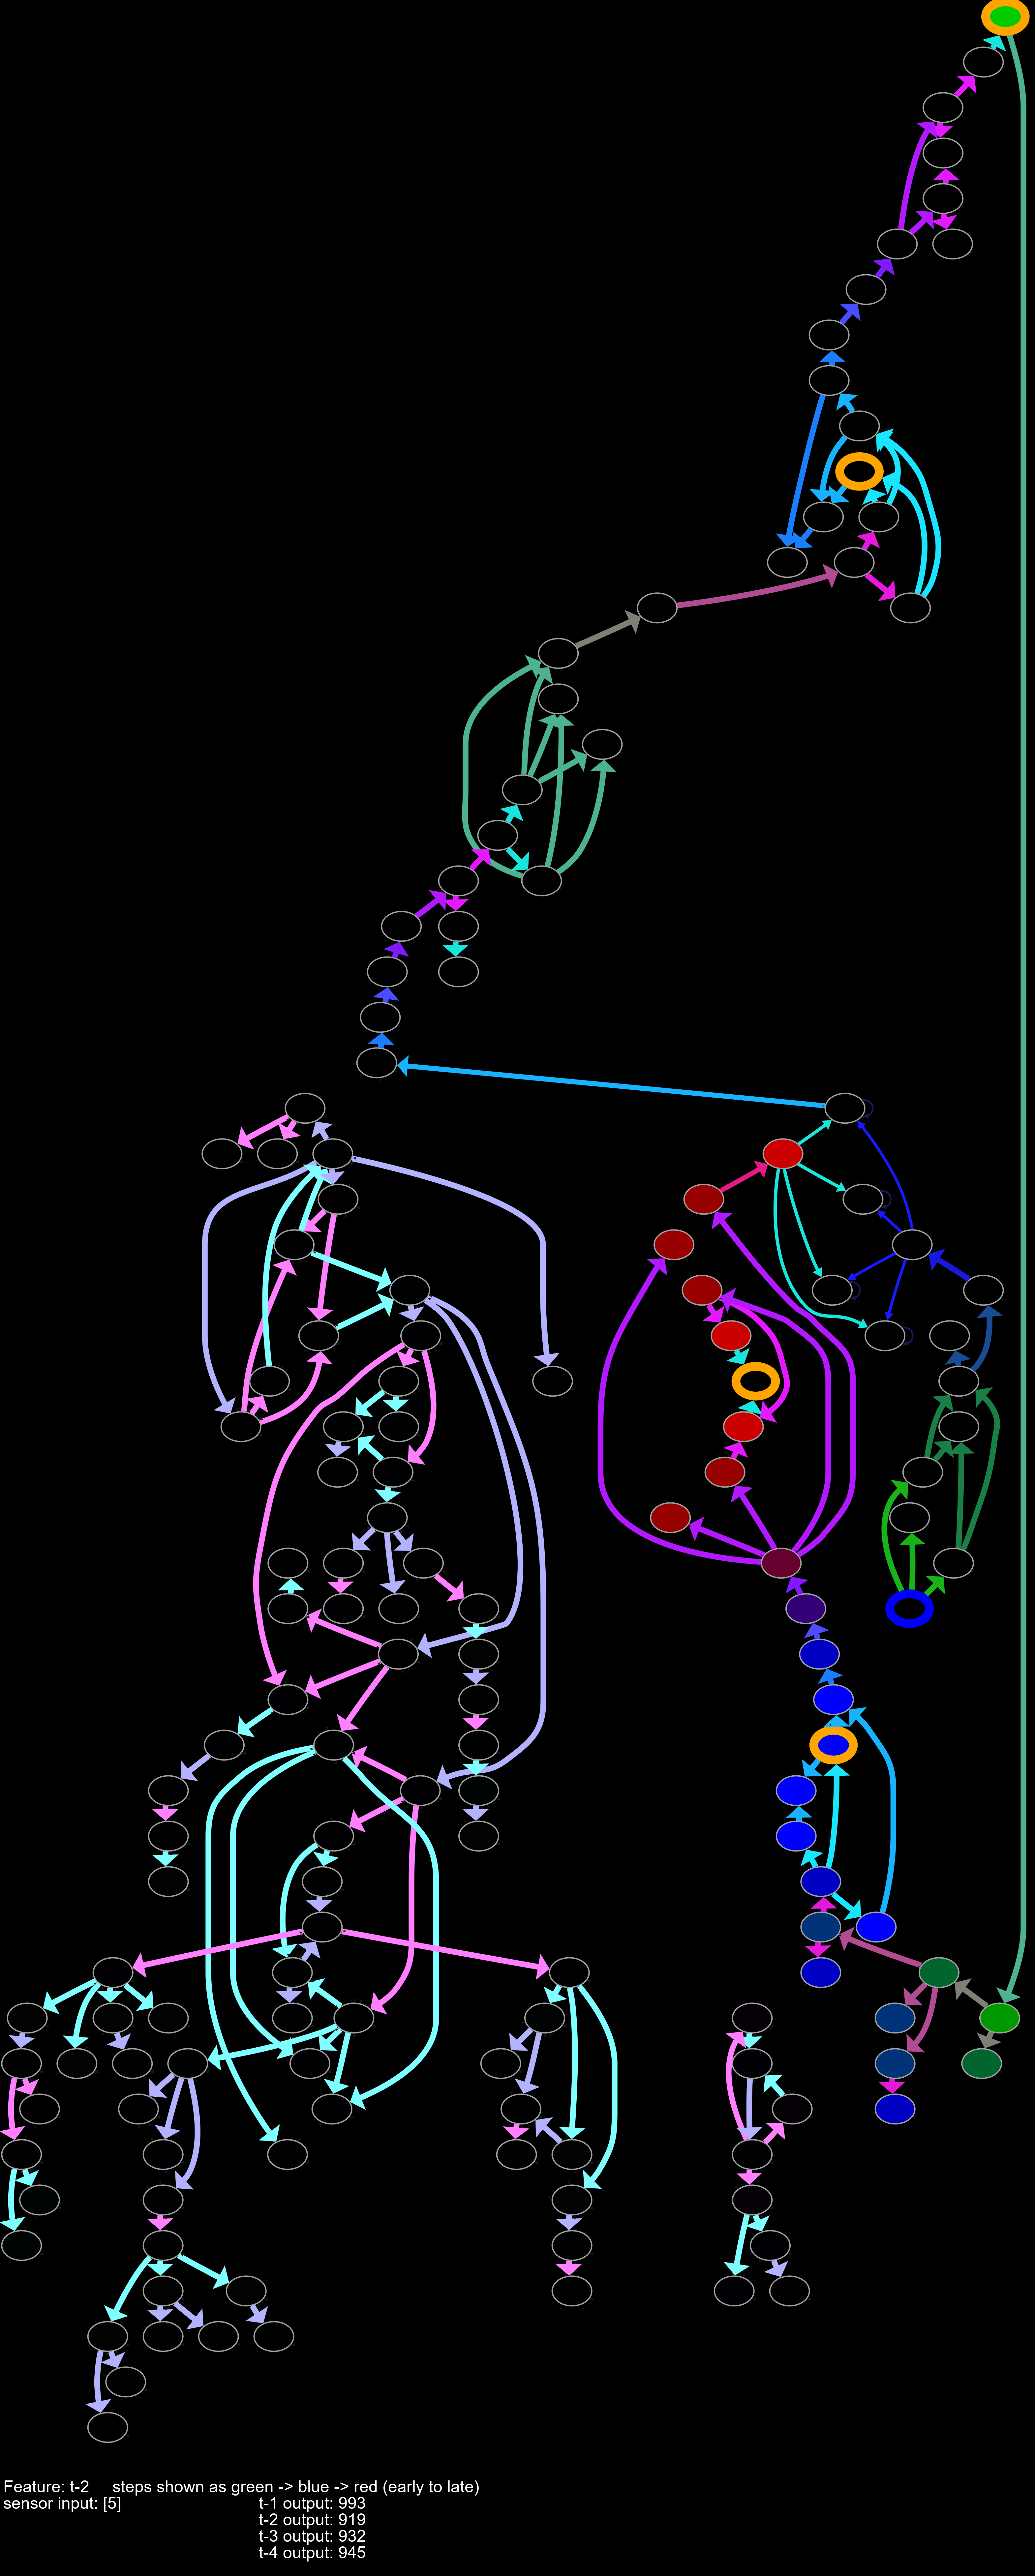 Feature: t-2     steps shown as green -> blue -> red (early to late)
sensor input: [5]
t-1 output: 993
t-2 output: 919
t-3 output: 932
t-4 output: 945